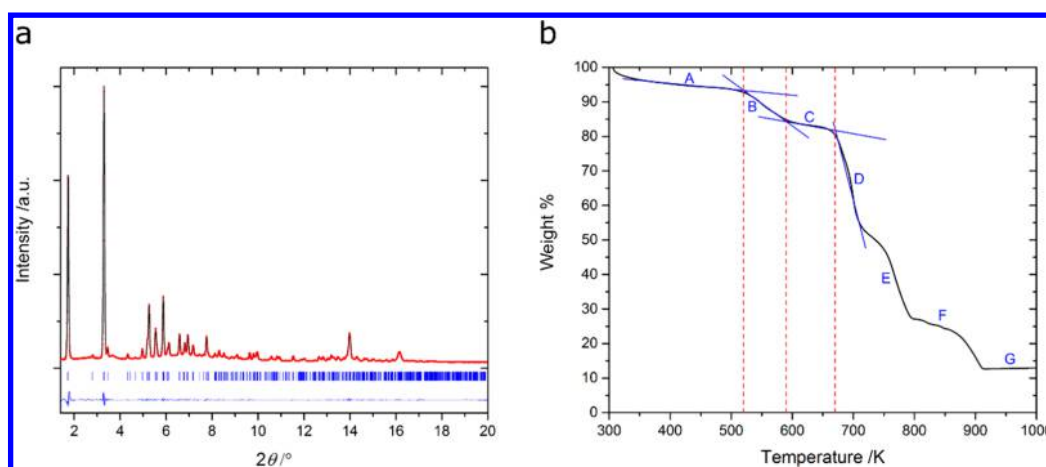 a
Intensity /a.u.
2 4 6 8 10 12 14 16 18 20
2θ/°
b
Weight %
100
90
80
70
60
50
40
30
20
10
0
A
B
C
D
E
F
G
300 400 500 600 700 800 900 1000
Temperature /K